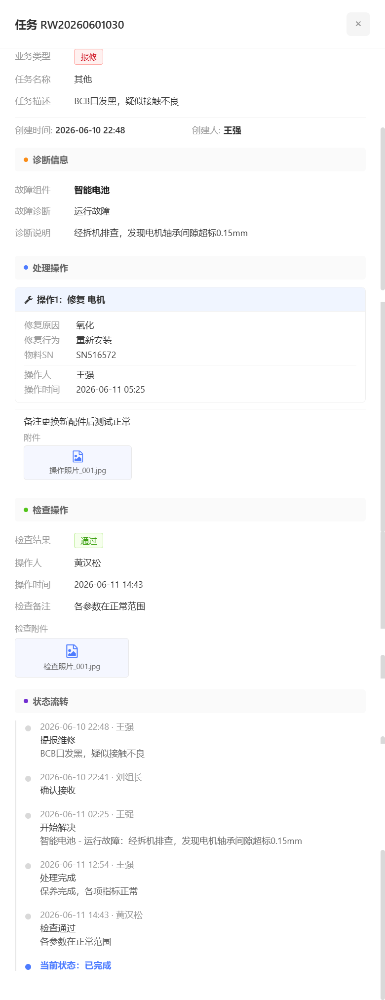 任务 RW20260601030
×
业务类型 报修
任务名称 其他
任务描述 BCB口发黑，疑似接触不良
创建时间: 2026-06-10 22:48 创建人: 王强
诊断信息
故障组件 智能电池
故障诊断 运行故障
诊断说明 经拆机排查，发现电机轴承间隙超标0.15mm
处理操作
操作1：修复 电机
修复原因 氧化
修复行为 重新安装
物料SN SN516572
操作人 王强
操作时间 2026-06-11 05:25
备注更换新配件后测试正常
附件
操作照片_001.jpg
检查操作
检查结果 通过
操作人 黄汉松
操作时间 2026-06-11 14:43
检查备注 各参数在正常范围
检查附件
检查照片_001.jpg
状态流转
2026-06-10 22:48 · 王强
提报维修
BCB口发黑，疑似接触不良
2026-06-10 22:41 · 刘组长
确认接收
2026-06-11 02:25 · 王强
开始解决
智能电池 - 运行故障：经拆机排查，发现电机轴承间隙超标0.15mm
2026-06-11 12:54 · 王强
处理完成
保养完成，各项指标正常
2026-06-11 14:43 · 黄汉松
检查通过
各参数在正常范围
当前状态：已完成